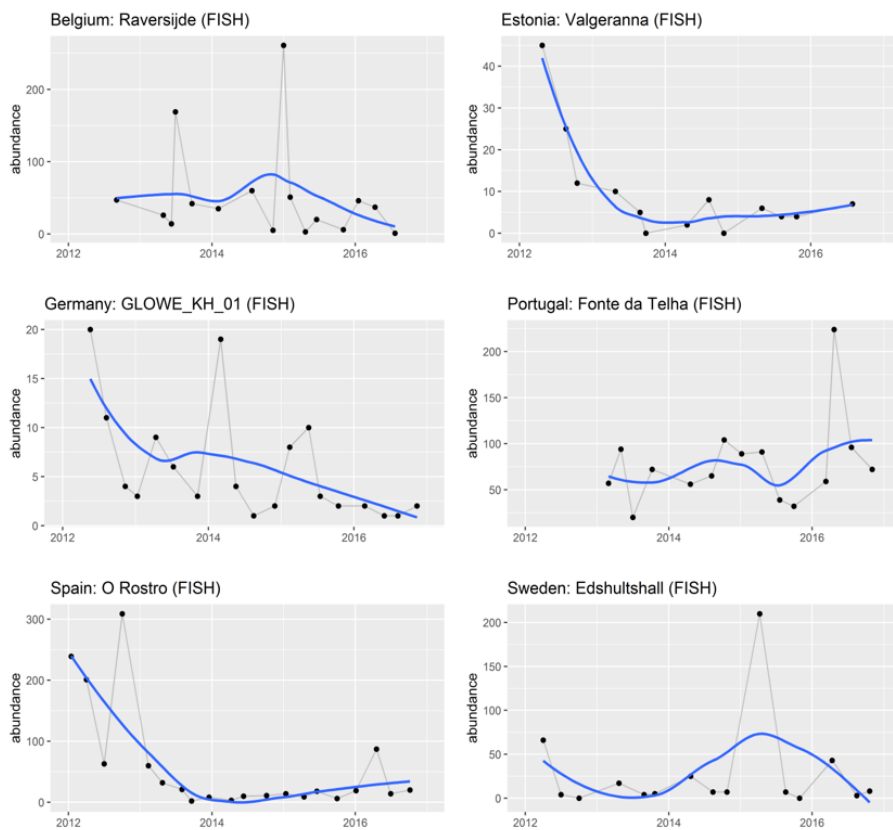 Belgium: Raversijde (FISH)
abundance
200
100
0
2012 2014 2016
Estonia: Valgeranna (FISH)
abundance
40
30
20
10
0
2012 2014 2016
Germany: GLOWE_KH_01 (FISH)
abundance
20
15
10
5
0
2012 2014 2016
Portugal: Fonte da Telha (FISH)
abundance
200
150
100
50
2012 2014 2016
Spain: O Rostro (FISH)
abundance
300
200
100
0
2012 2014 2016
Sweden: Edshultshall (FISH)
abundance
200
150
100
50
0
2012 2014 2016